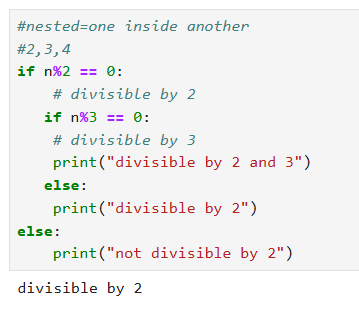 #nested=one inside another
#2,3,4
if n%2 == 0:
    # divisible by 2
   if n%3 == 0:
    # divisible by 3
    print("divisible by 2 and 3")
   else:
    print("divisible by 2")
else:
    print("not divisible by 2")
divisible by 2